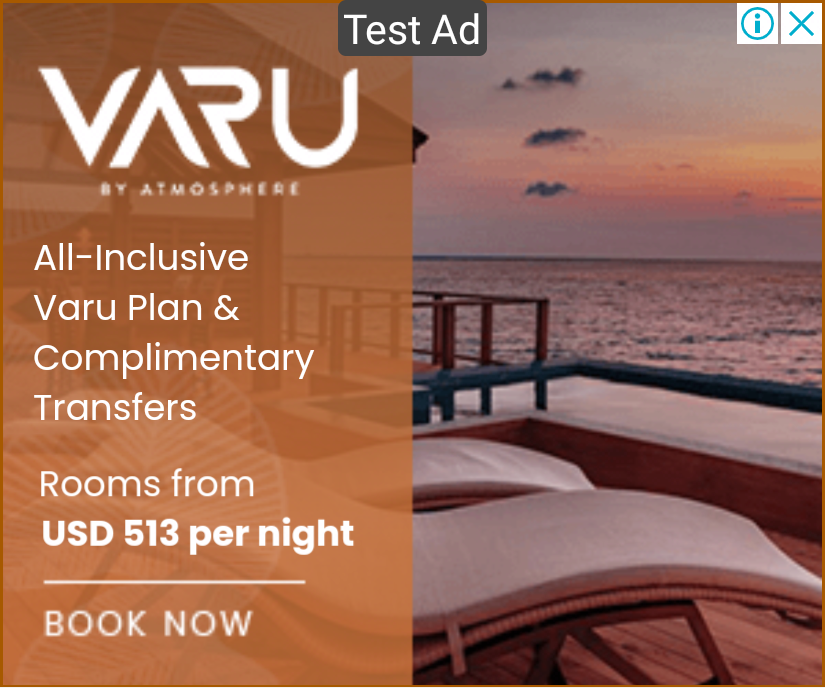 Test Ad
VARU
BY ATMOSPHERE
All-Inclusive
Varu Plan &
Complimentary
Transfers
Rooms from
USD 513 per night
BOOK NOW